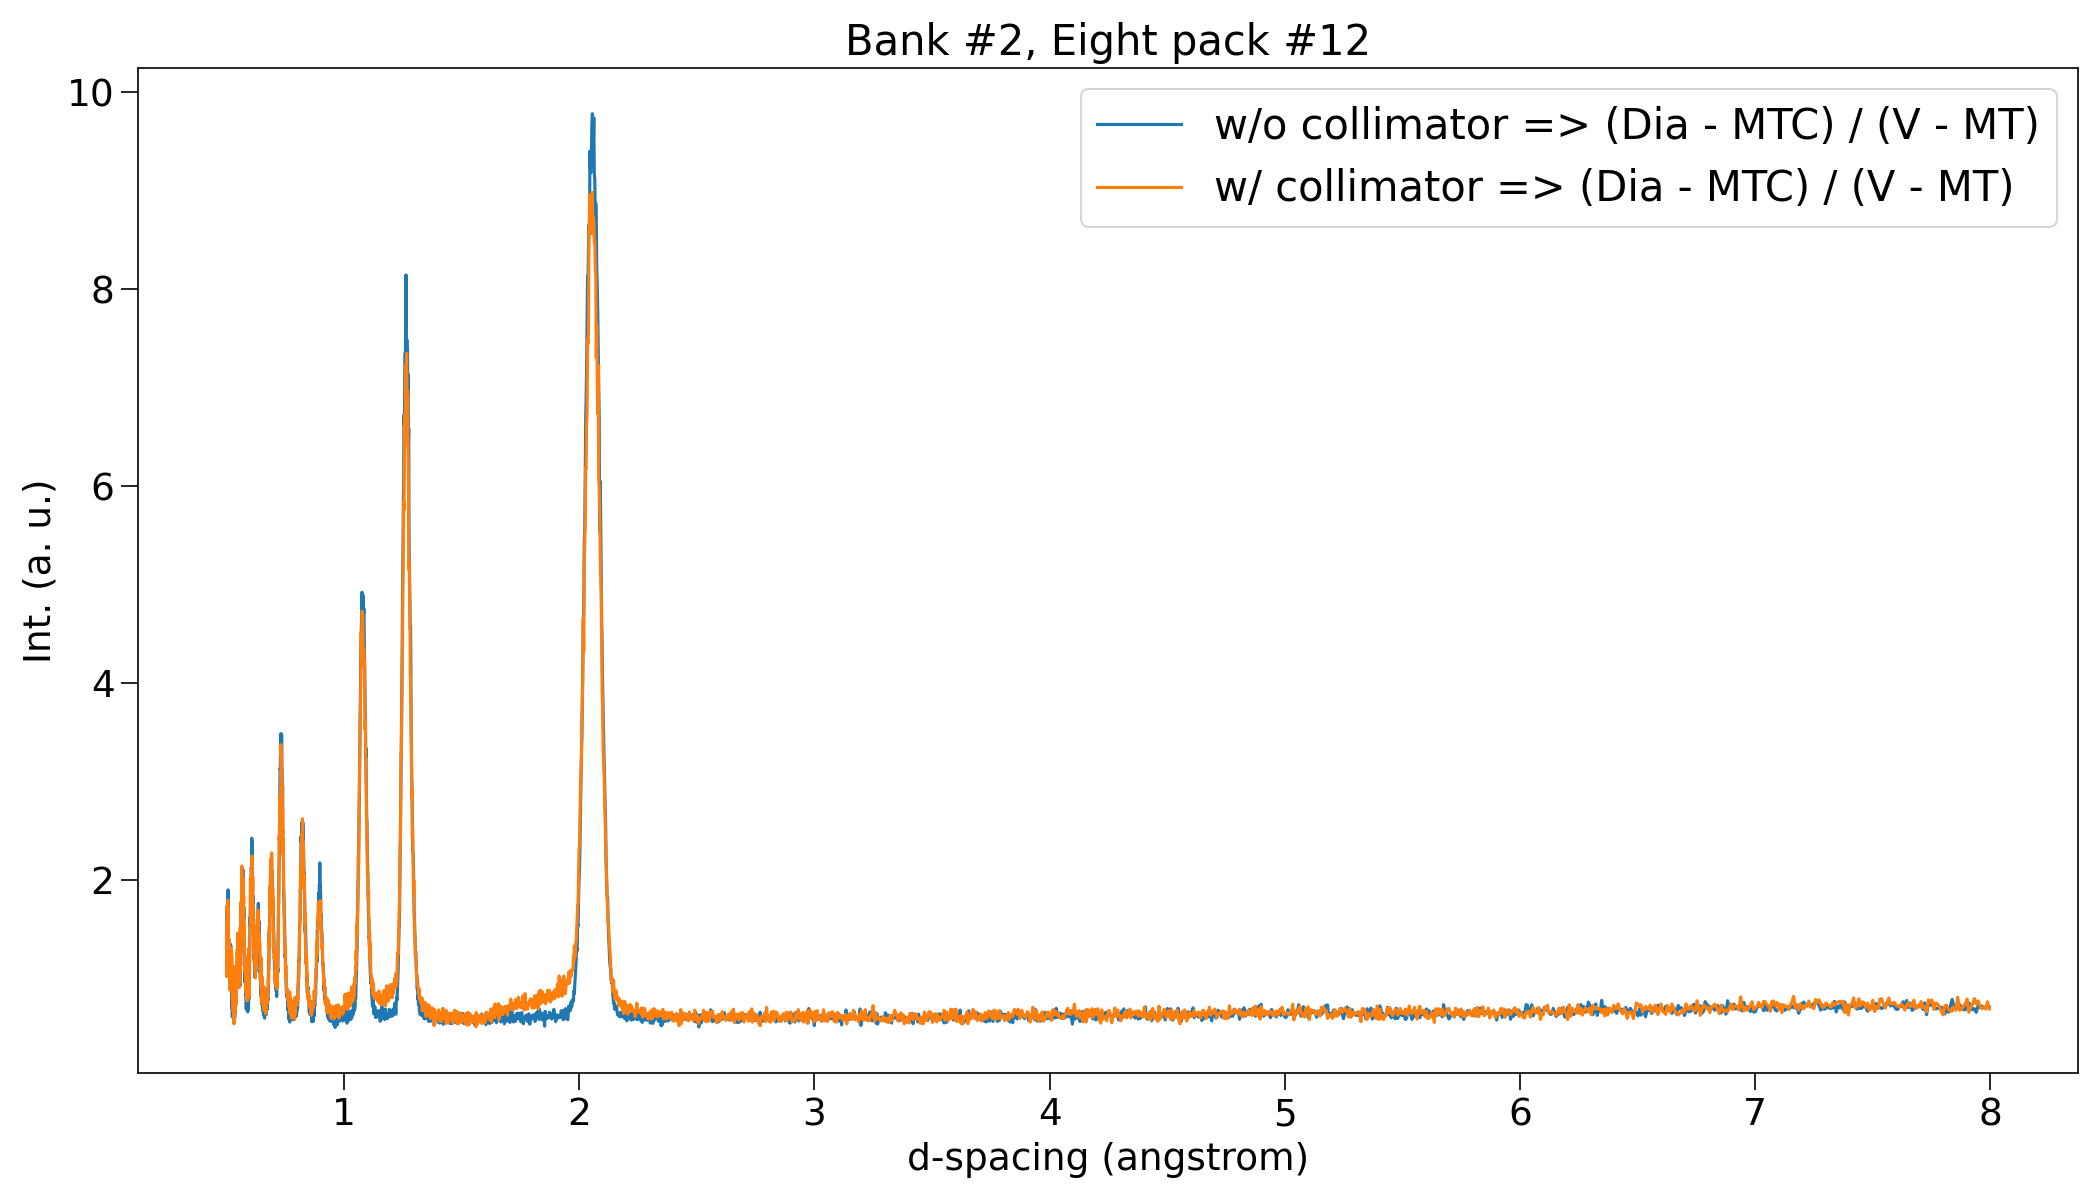 Bank #2, Eight pack #12
w/o collimator => (Dia - MTC) / (V - MT)
w/ collimator => (Dia - MTC) / (V - MT)
Int. (a. u.)
10
8
6
4
2
1 2 3 4 5 6 7 8
d-spacing (angstrom)